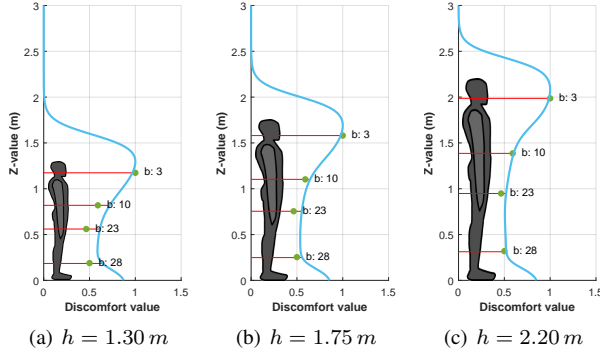 3
2.5
2
1.5
1
0.5
0
Z-value (m)
b: 3
b: 10
b: 23
b: 28
0 0.5 1 1.5
Discomfort value
(a) h = 1.30 m
3
2.5
2
1.5
1
0.5
0
Z-value (m)
b: 3
b: 10
b: 23
b: 28
0 0.5 1 1.5
Discomfort value
(b) h = 1.75 m
3
2.5
2
1.5
1
0.5
0
Z-value (m)
b: 3
b: 10
b: 23
b: 28
0 0.5 1 1.5
Discomfort value
(c) h = 2.20 m